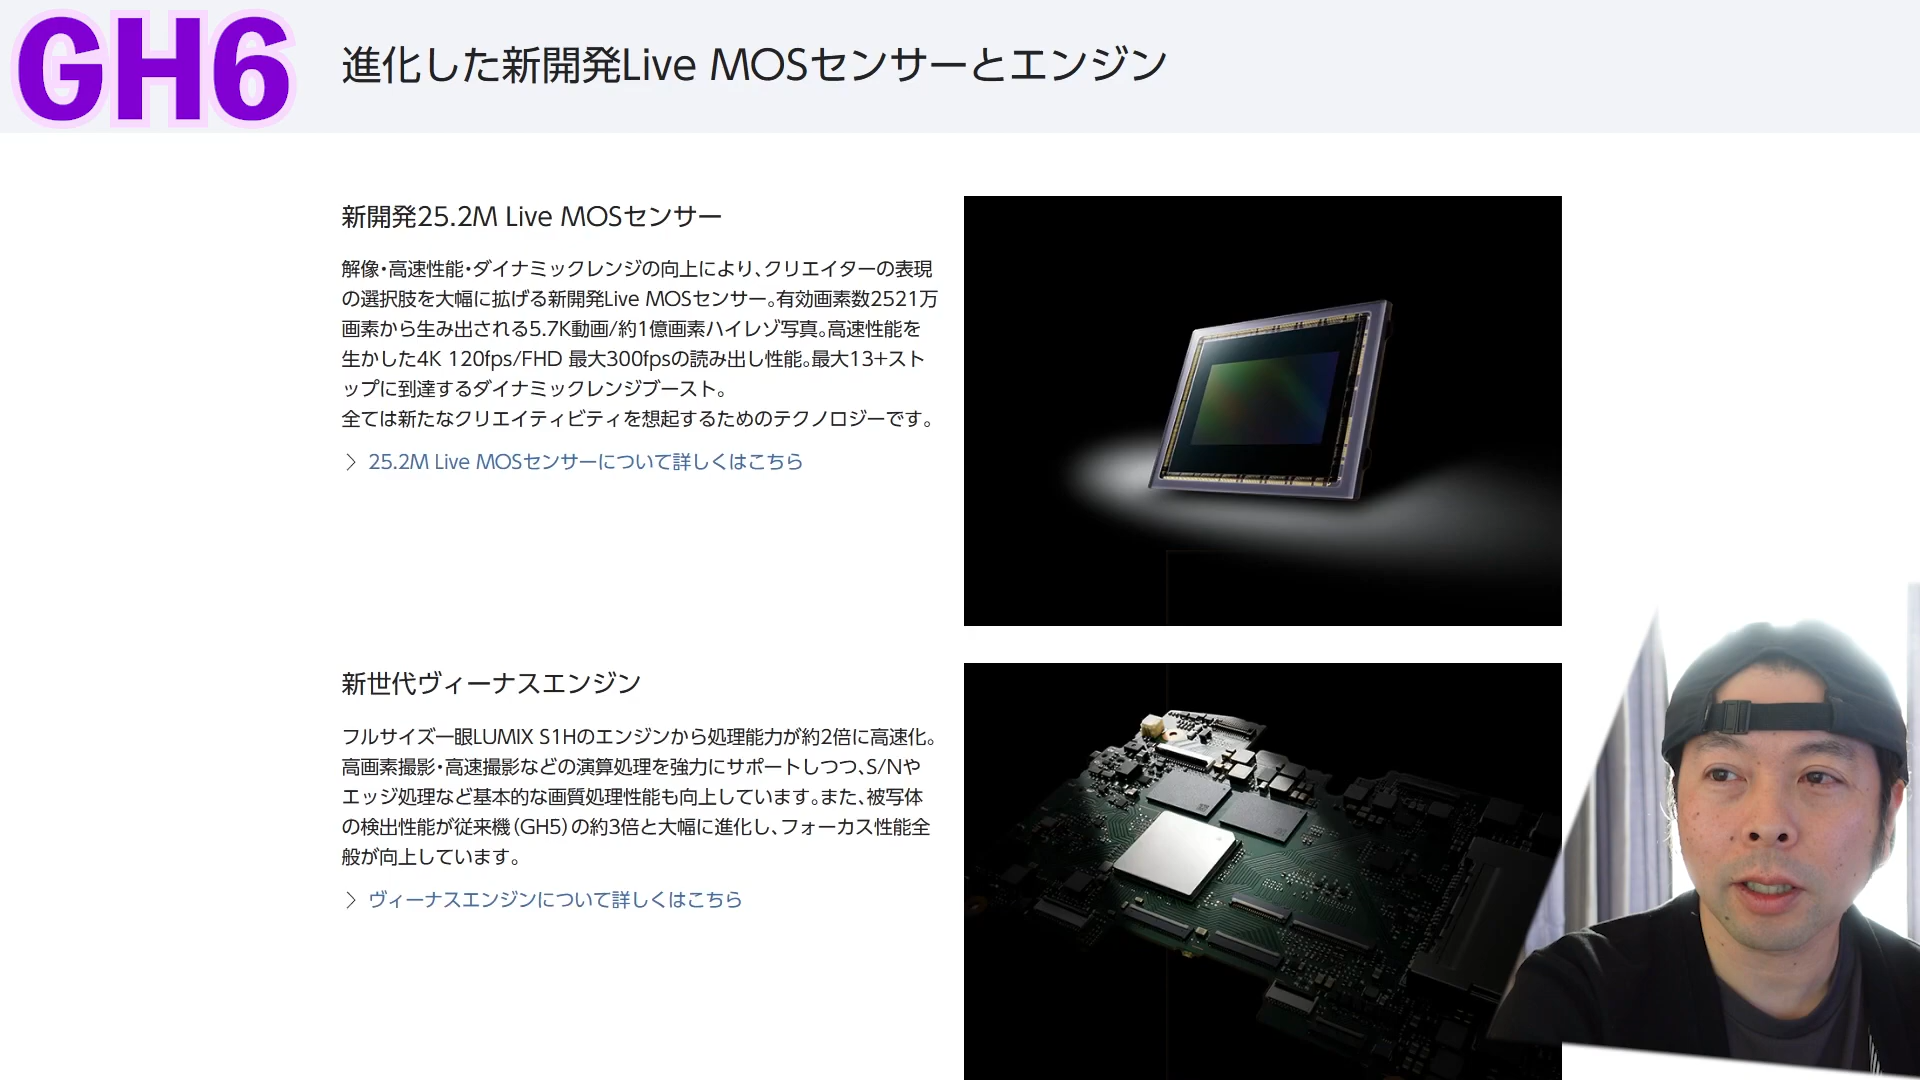 GH6
進化した新開発Live MOSセンサーとエンジン
新開発25.2M Live MOSセンサー
解像・高速性能・ダイナミックレンジの向上により、クリエイターの表現
の選択肢を大幅に拡げる新開発Live MOSセンサー。有効画素数2521万
画素から生み出される5.7K動画/約1億画素ハイレゾ写真。高速性能を
生かした4K 120fps/FHD 最大300fpsの読み出し性能。最大13+スト
ップに到達するダイナミックレンジブースト。
全ては新たなクリエイティビティを想起するためのテクノロジーです。
25.2M Live MOSセンサーについて詳しくはこちら
新世代ヴィーナスエンジン
フルサイズ一眼LUMIX S1Hのエンジンから処理能力が約2倍に高速化。
高画素撮影・高速撮影などの演算処理を強力にサポートしつつ、S/Nや
エッジ処理など基本的な画質処理性能も向上しています。また、被写体
の検出性能が従来機（GH5）の約3倍と大幅に進化し、フォーカス性能全
般が向上しています。
ヴィーナスエンジンについて詳しくはこちら